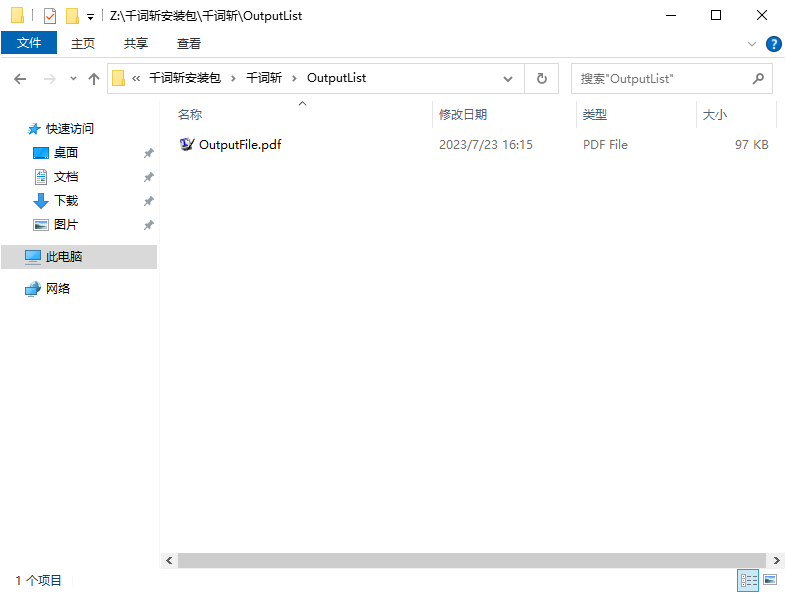 Z:\千词斩安装包\千词斩\OutputList
文件 主页 共享 查看
« 千词斩安装包 › 千词斩 › OutputList 搜索"OutputList"
名称 修改日期 类型 大小
OutputFile.pdf 2023/7/23 16:15 PDF File 97 KB
快速访问
桌面
文档
下载
图片
此电脑
网络
1 个项目